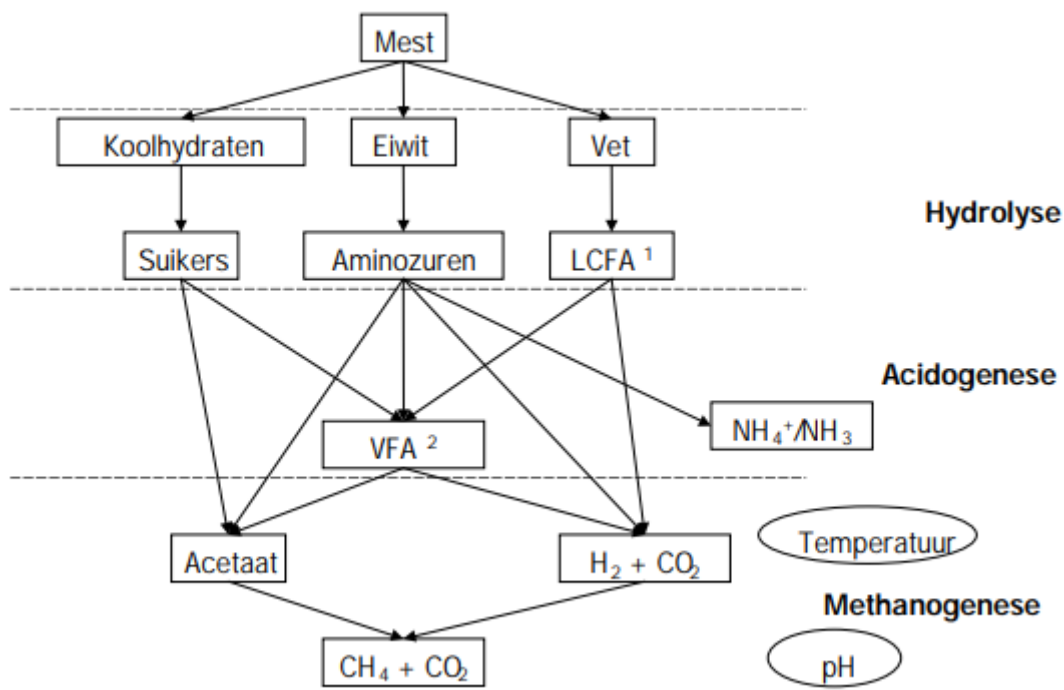 Mest
Koolhydraten
Eiwit
Vet
Hydrolyse
Suikers
Aminozuren
LCFA ¹
Acidogenese
NH₄⁺/NH₃
VFA ²
Temperatuur
Acetaat
H₂ + CO₂
Methanogenese
CH₄ + CO₂
pH